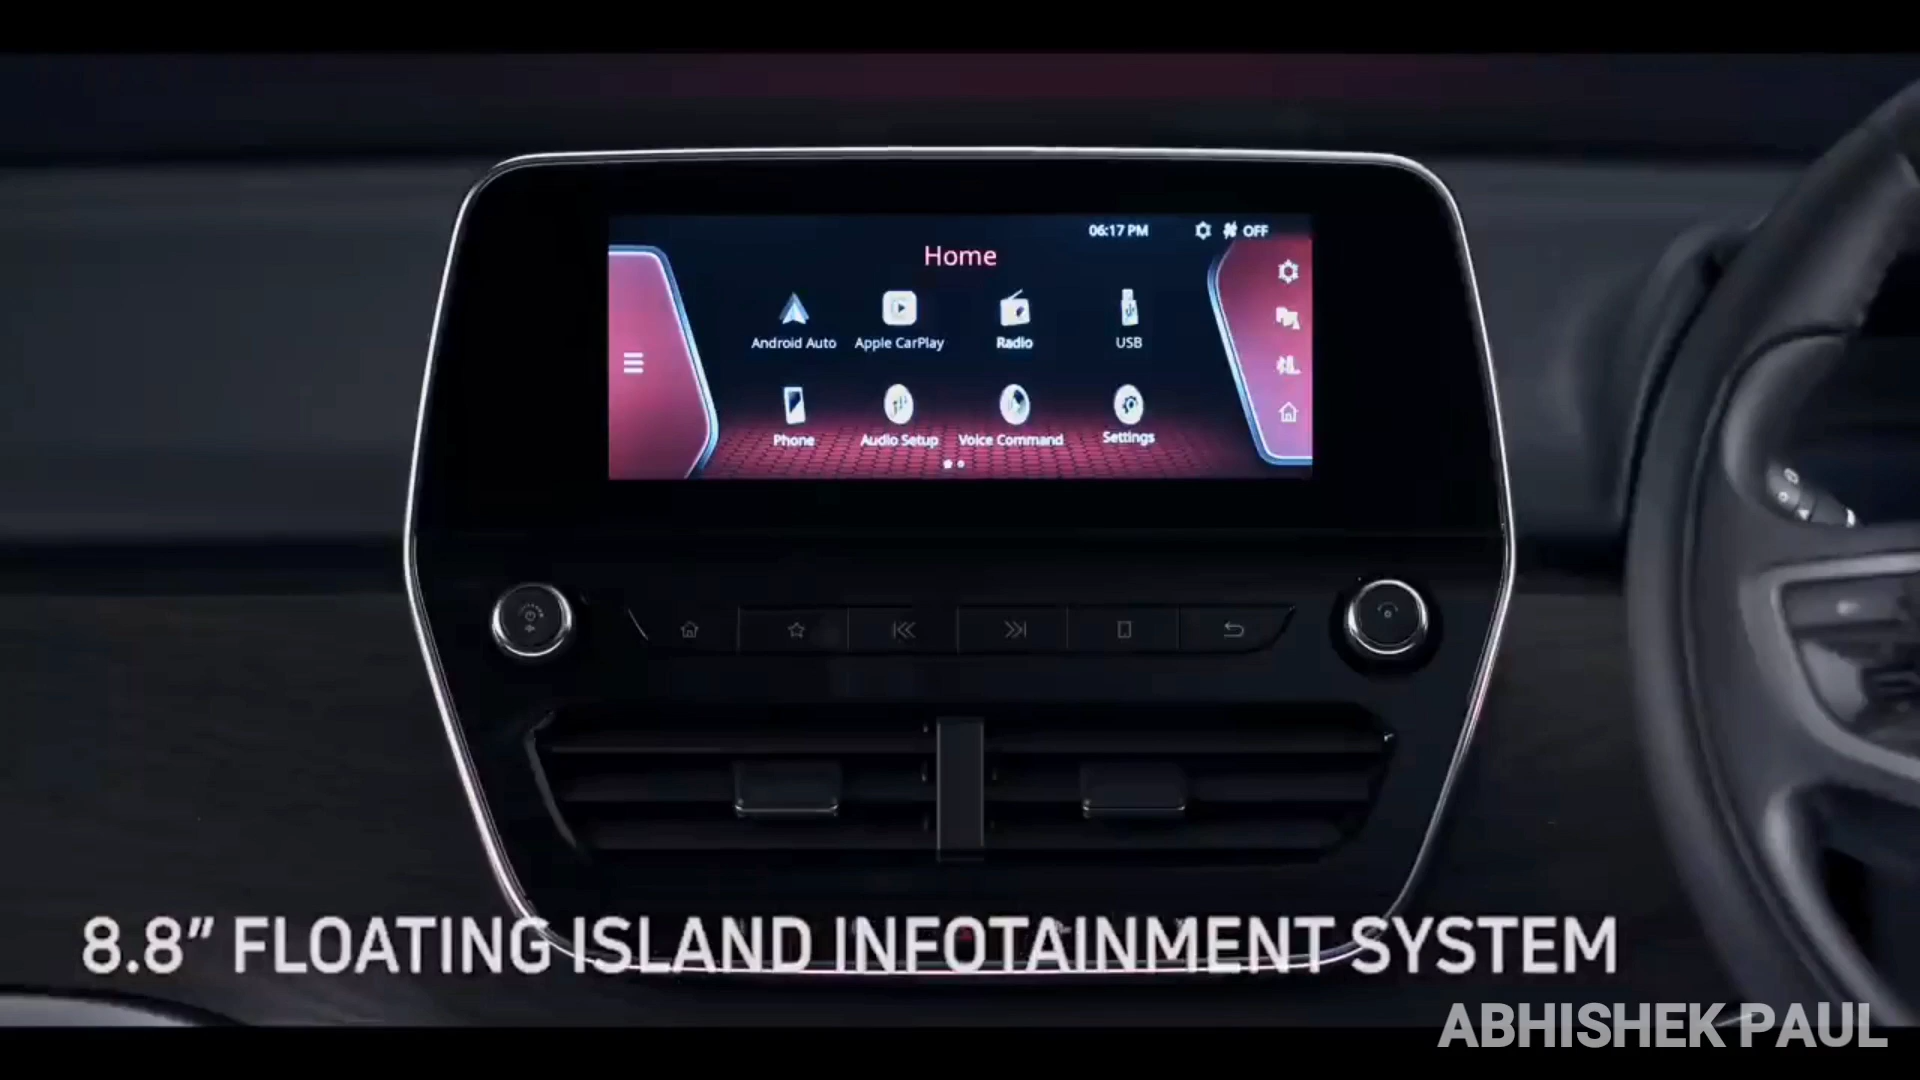 06:17 PM
OFF
Home
Android Auto
Apple CarPlay
Radio
USB
Phone
Audio Setup
Voice Command
Settings
8.8” FLOATING ISLAND INFOTAINMENT SYSTEM
ABHISHEK PAUL